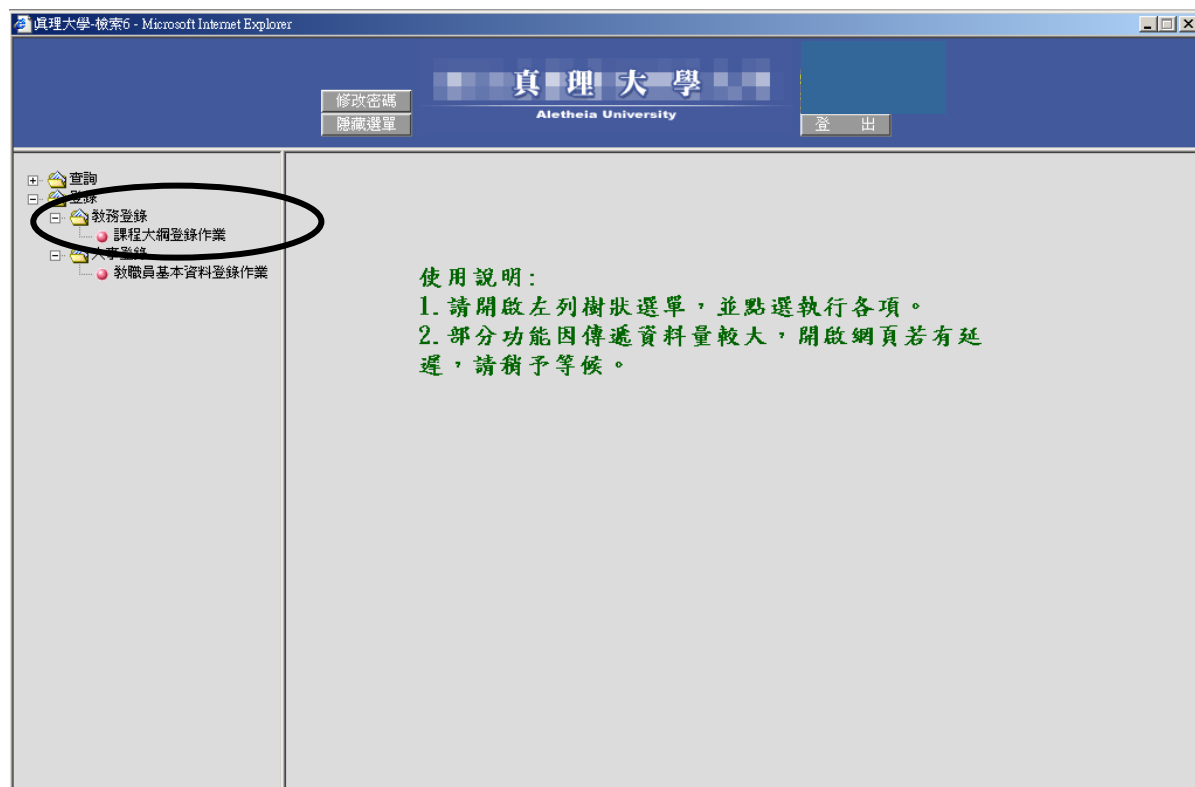 真理大學-檢索6 - Microsoft Internet Explorer
修改密碼
隱藏選單
真理大學
Aletheia University
登 出
查詢
登錄
教務登錄
課程大綱登錄作業
人事登錄
教職員基本資料登錄作業
使用說明:
1.請開啟左列樹狀選單，並點選執行各項。
2.部分功能因傳遞資料量較大，開啟網頁若有延
遲，請稍予等候。